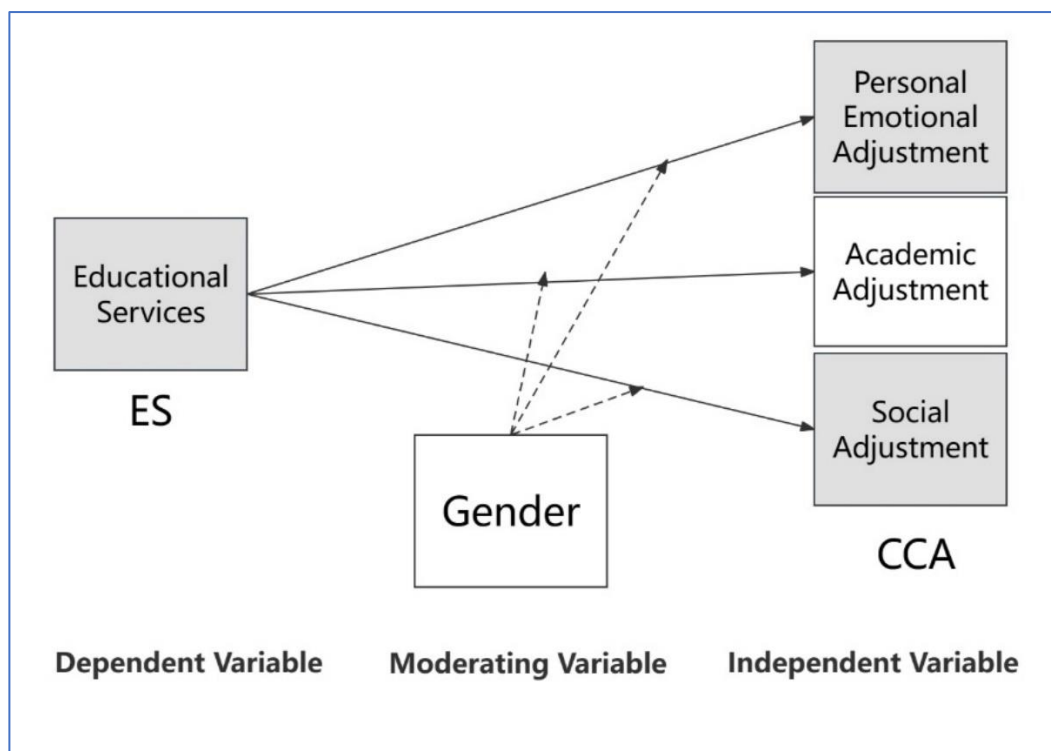 Personal
Emotional
Adjustment
Educational
Services
ES
Academic
Adjustment
Social
Adjustment
CCA
Gender
Dependent Variable
Moderating Variable
Independent Variable